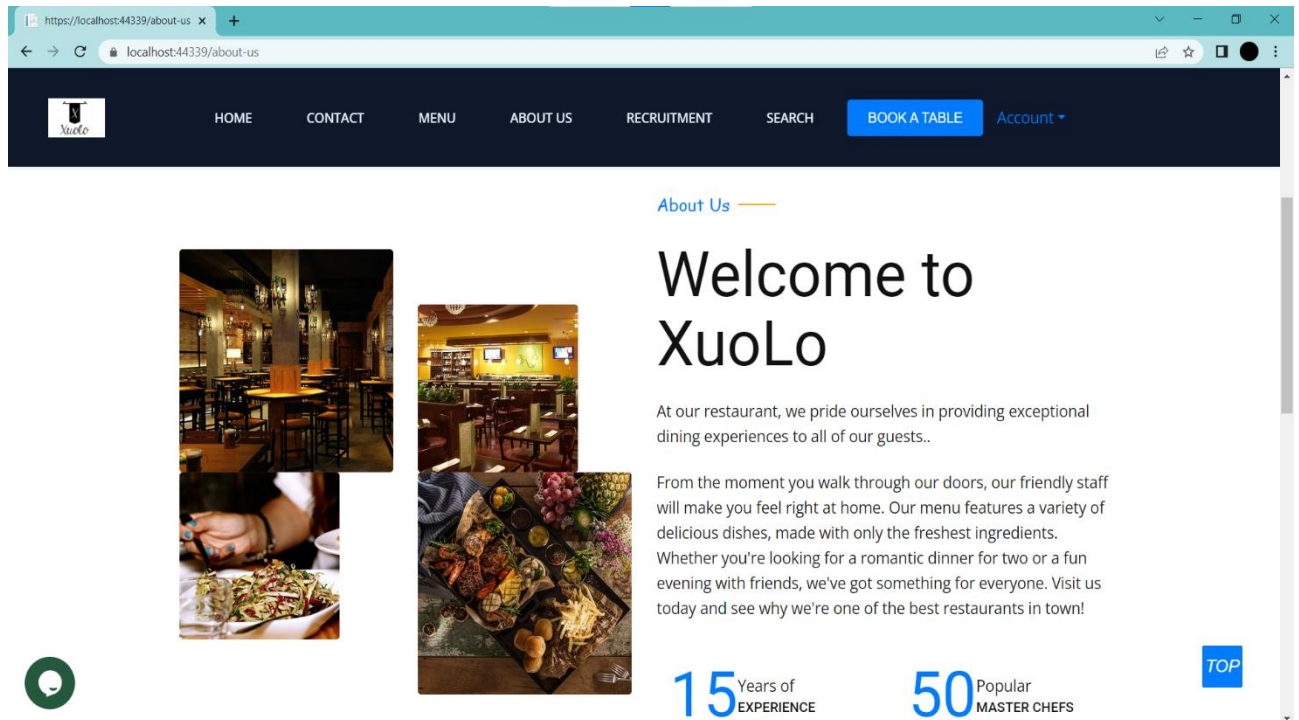 https://localhost:44339/about-us
localhost:44339/about-us
X
Xuolo
HOME
CONTACT
MENU
ABOUT US
RECRUITMENT
SEARCH
BOOK A TABLE
Account
About Us
Welcome to
XuoLo
At our restaurant, we pride ourselves in providing exceptional
dining experiences to all of our guests..
From the moment you walk through our doors, our friendly staff
will make you feel right at home. Our menu features a variety of
delicious dishes, made with only the freshest ingredients.
Whether you're looking for a romantic dinner for two or a fun
evening with friends, we've got something for everyone. Visit us
today and see why we're one of the best restaurants in town!
15
Years of
EXPERIENCE
50
Popular
MASTER CHEFS
TOP